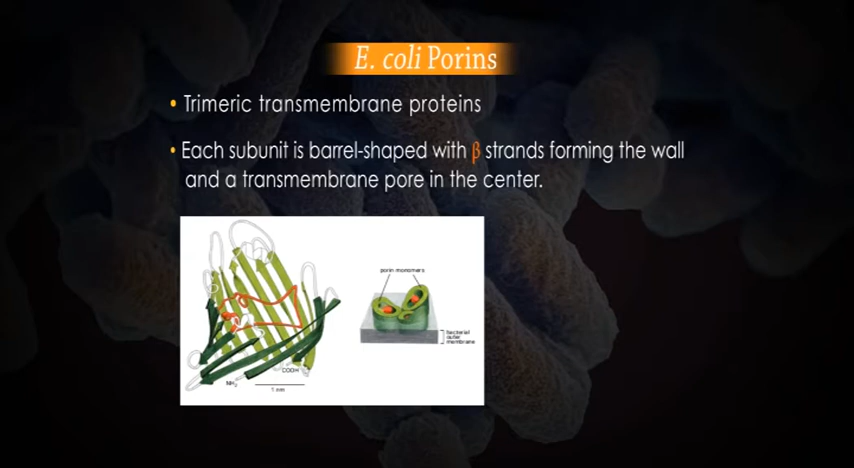 E. coli Porins
• Trimeric transmembrane proteins
• Each subunit is barrel-shaped with β strands forming the wall
and a transmembrane pore in the center.
porin monomers
bacterial
outer
membrane
COOH
NH₂
1 nm